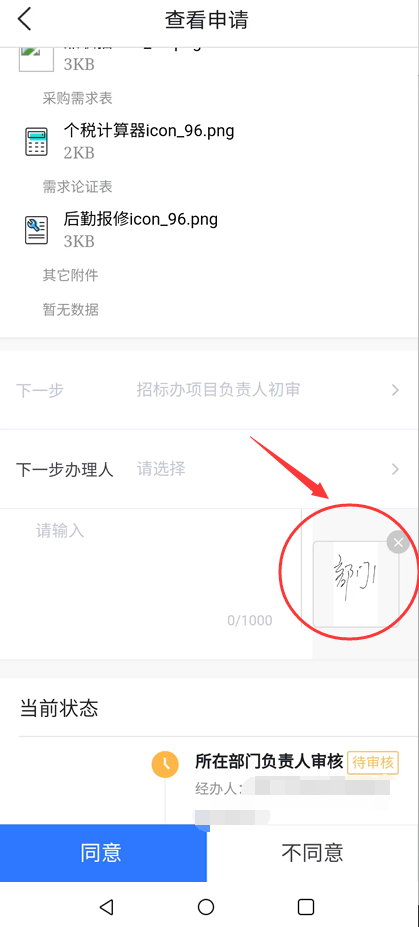 查看申请
3KB
采购需求表
个税计算器icon_96.png
2KB
需求论证表
后勤报修icon_96.png
3KB
其它附件
暂无数据
下一步 招标办项目负责人初审
下一步办理人 请选择
请输入
部门1
0/1000
当前状态
所在部门负责人审核 待审核
经办人:
同意 不同意